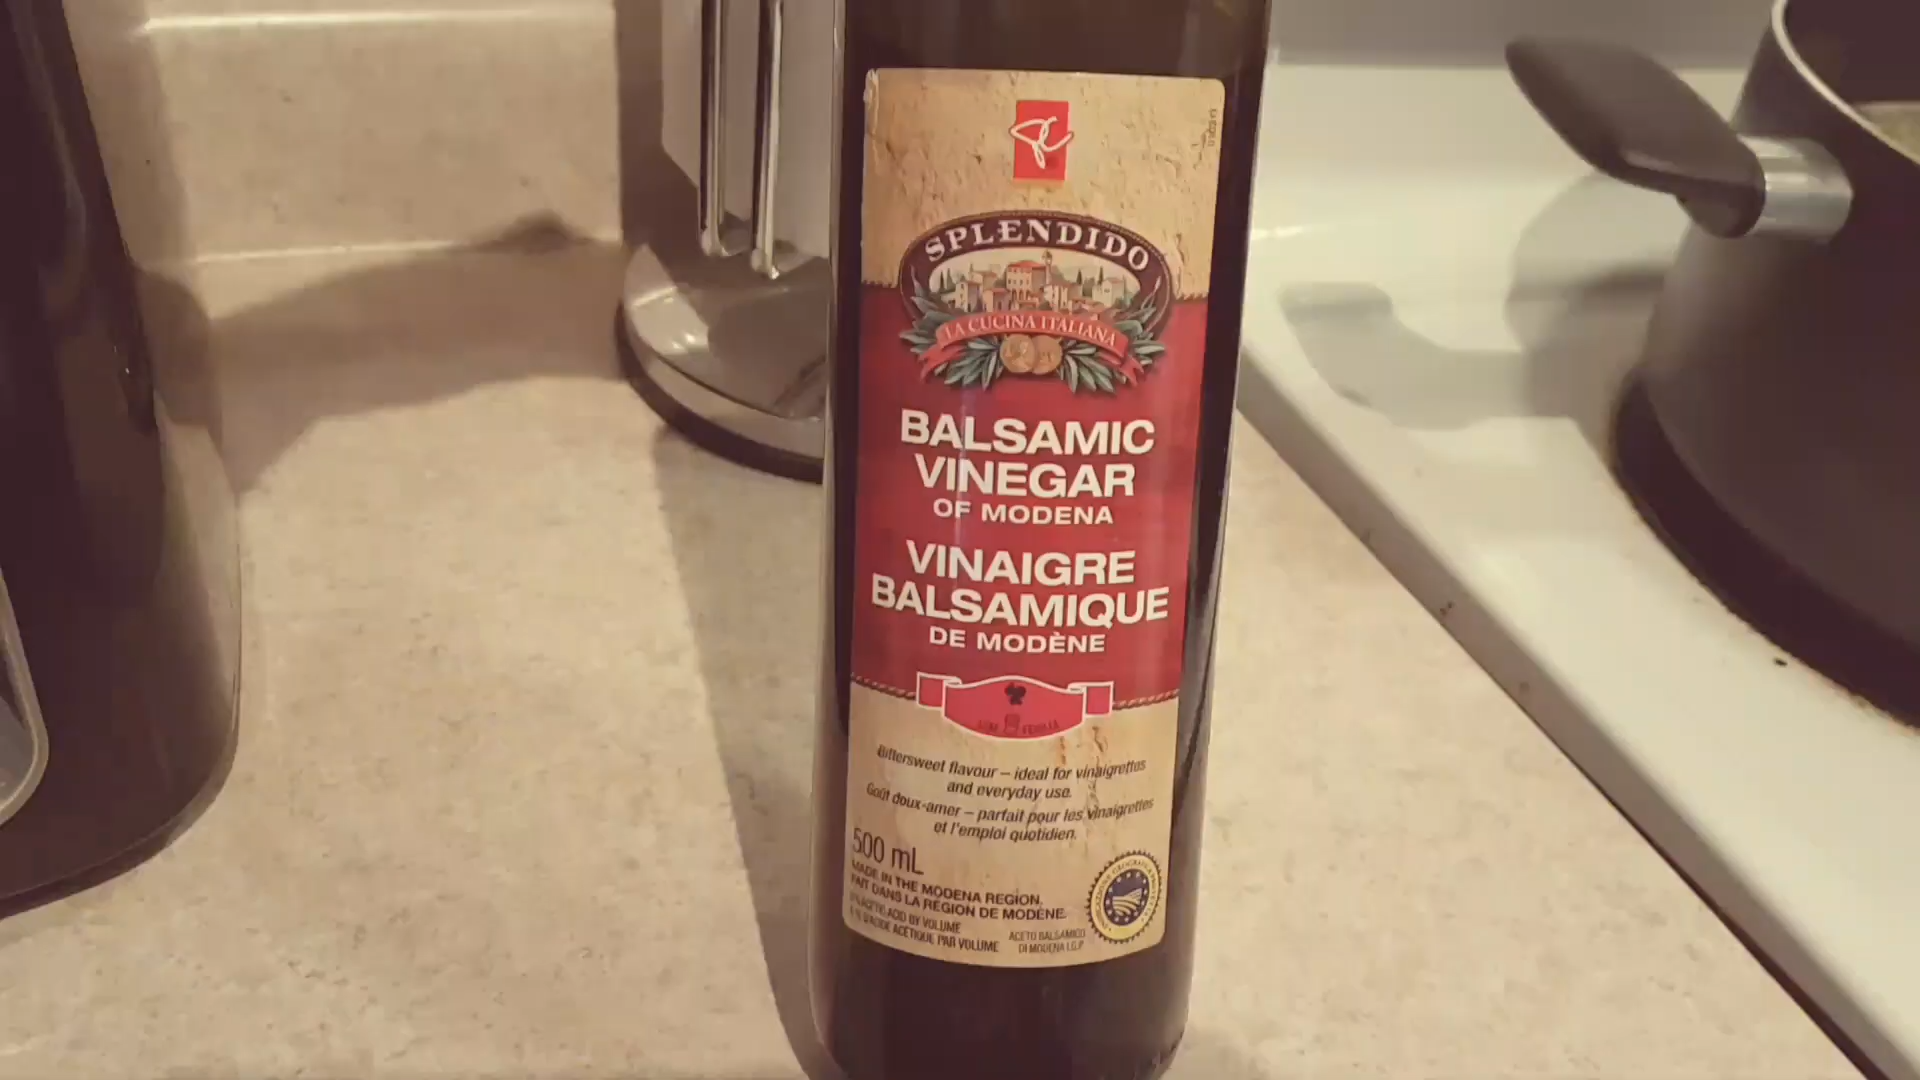 SPLENDIDO
LA CUCINA ITALIANA
BALSAMIC
VINEGAR
OF MODENA
VINAIGRE
BALSAMIQUE
DE MODÈNE
Bittersweet flavour – ideal for vinaigrettes
and everyday use.
Goût doux-amer – parfait pour les vinaigrettes
et l'emploi quotidien.
500 mL
MADE IN THE MODENA REGION.
FAIT DANS LA RÉGION DE MODÈNE.
ACETIC ACID BY VOLUME
D'ACIDE ACÉTIQUE PAR VOLUME
ACETO BALSAMICO
DI MODENA I.G.P.